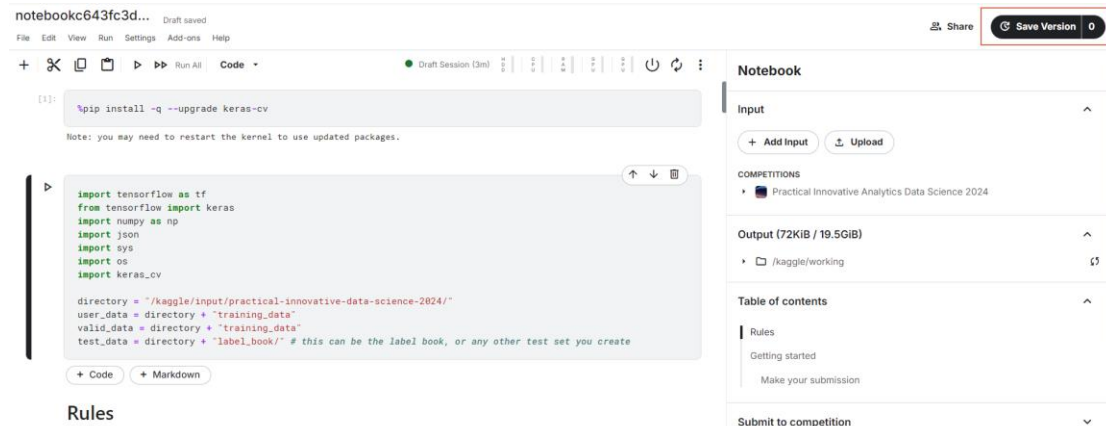 notebookc643fc3d... Draft saved
File Edit View Run Settings Add-ons Help
Share
Save Version 0
+ Run All Code
Draft Session (3m)
[1]:
%pip install -q --upgrade keras-cv
Note: you may need to restart the kernel to use updated packages.
import tensorflow as tf
from tensorflow import keras
import numpy as np
import json
import sys
import os
import keras_cv
directory = "/kaggle/input/practical-innovative-data-science-2024/"
user_data = directory + "training_data"
valid_data = directory + "training_data"
test_data = directory + "label_book/" # this can be the label book, or any other test set you create
+ Code + Markdown
Rules
Notebook
Input
+ Add Input Upload
COMPETITIONS
Practical Innovative Analytics Data Science 2024
Output (72KiB / 19.5GiB)
/kaggle/working
Table of contents
Rules
Getting started
Make your submission
Submit to competition